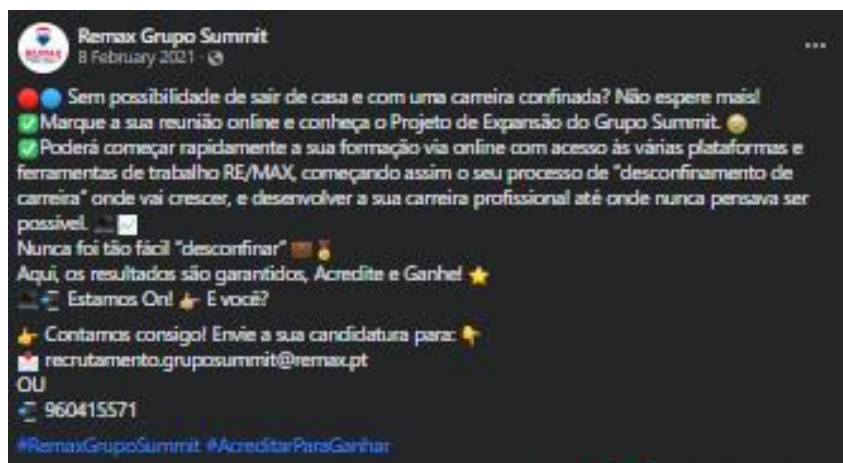 Remax Grupo Summit
8 February 2021
🔴🔵 Sem possibilidade de sair de casa e com uma carreira confinada? Não espere mais!
✅Marque a sua reunião online e conheça o Projeto de Expansão do Grupo Summit.
✅Poderá começar rapidamente a sua formação via online com acesso às várias plataformas e
ferramentas de trabalho RE/MAX, começando assim o seu processo de "desconfinamento de
carreira" onde vai crescer, e desenvolver a sua carreira profissional até onde nunca pensava ser
possível.
Nunca foi tão fácil "desconfinar"
Aqui, os resultados são garantidos, Acredite e Ganhe! ⭐
Estamos On! E você?
Contamos consigo! Envie a sua candidatura para:
recrutamento.gruposummit@remax.pt
OU
960415571
#RemaxGrupoSummit #AcreditarParaGanhar